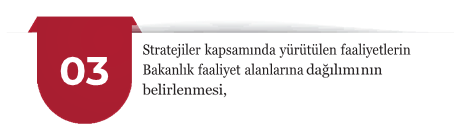 03
Stratejiler kapsamında yürütülen faaliyetlerin
Bakanlık faaliyet alanlarına dağılımının
belirlenmesi,